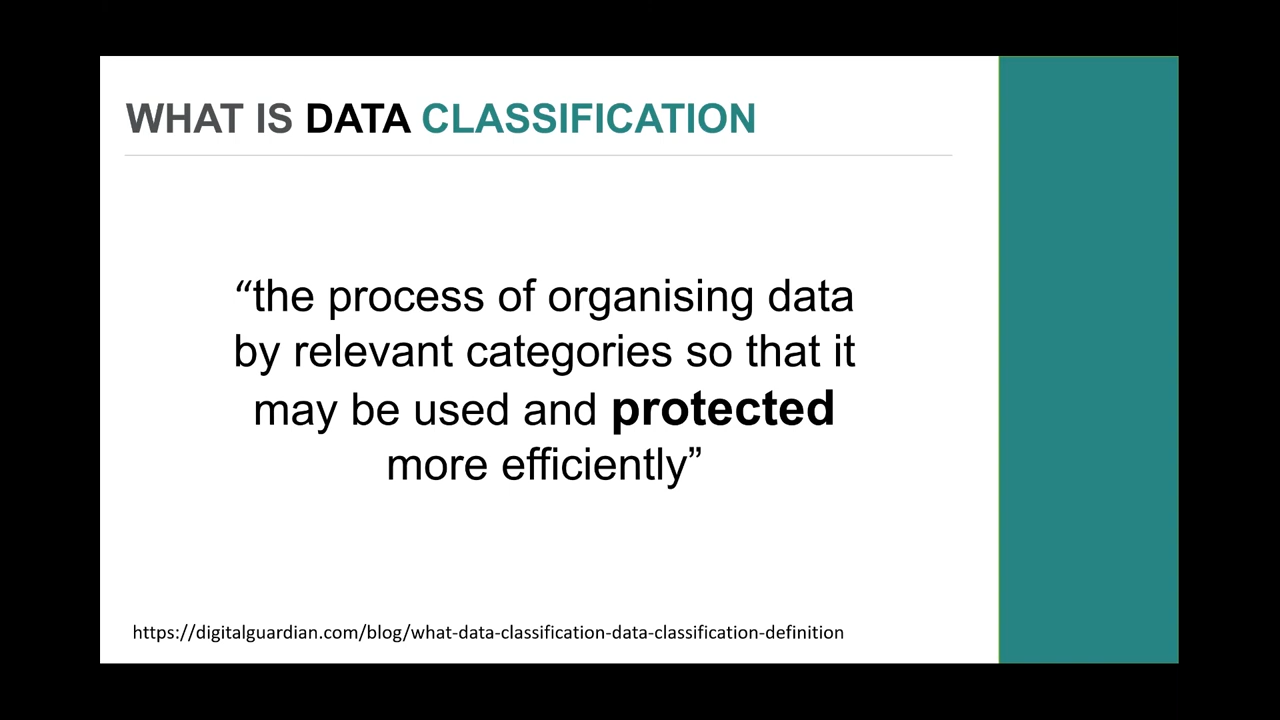 WHAT IS DATA CLASSIFICATION
“the process of organising data
by relevant categories so that it
may be used and protected
more efficiently”
https://digitalguardian.com/blog/what-data-classification-data-classification-definition